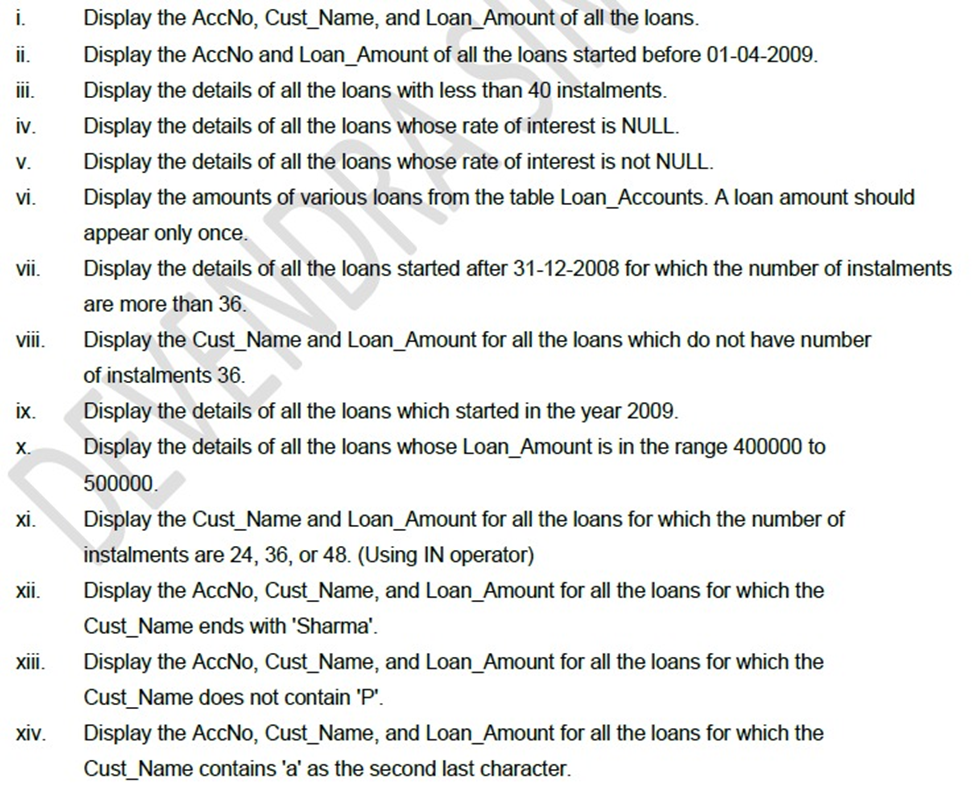 i. Display the AccNo, Cust_Name, and Loan_Amount of all the loans.
ii. Display the AccNo and Loan_Amount of all the loans started before 01-04-2009.
iii. Display the details of all the loans with less than 40 instalments.
iv. Display the details of all the loans whose rate of interest is NULL.
v. Display the details of all the loans whose rate of interest is not NULL.
vi. Display the amounts of various loans from the table Loan_Accounts. A loan amount should
appear only once.
vii. Display the details of all the loans started after 31-12-2008 for which the number of instalments
are more than 36.
viii. Display the Cust_Name and Loan_Amount for all the loans which do not have number
of instalments 36.
ix. Display the details of all the loans which started in the year 2009.
x. Display the details of all the loans whose Loan_Amount is in the range 400000 to
500000.
xi. Display the Cust_Name and Loan_Amount for all the loans for which the number of
instalments are 24, 36, or 48. (Using IN operator)
xii. Display the AccNo, Cust_Name, and Loan_Amount for all the loans for which the
Cust_Name ends with 'Sharma'.
xiii. Display the AccNo, Cust_Name, and Loan_Amount for all the loans for which the
Cust_Name does not contain 'P'.
xiv. Display the AccNo, Cust_Name, and Loan_Amount for all the loans for which the
Cust_Name contains 'a' as the second last character.
DEVENDRA SIN